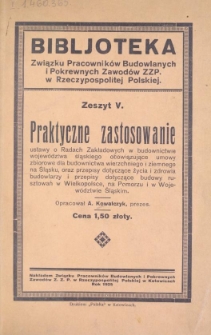 BIBLJOTEKA
Związku Pracowników Budowlanych
i Pokrewnych Zawodów ZZP.
w Rzeczypospolitej Polskiej.
Zeszyt V.
Praktyczne zastosowanie
ustawy o Radach Zakładowych w budownictwie
województwa śląskiego obowiązujące umowy
zbiorowe dla budownictwa wierzchniego i ziemnego
na Śląsku, oraz przepisy dotyczące życia i zdrowia
budowlarzy i przepisy dotyczące budowy ru-
sztowań w Wielkopolsce, na Pomorzu i w Woje-
wództwie Śląskim.
Opracował A. Kowalczyk, prezes.
Cena 1,50 złoty.
Nakładem Związku Pracowników Budowlanych i Pokrewnych
Zawodów Z. Z. P. w Rzeczypospolitej Polskiej w Katowicach